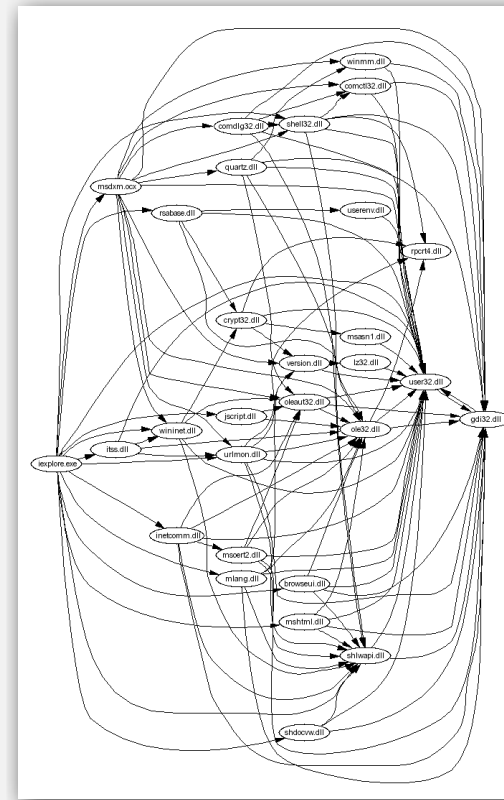 winmm.dll
comctl32.dll
comdlg32.dll
shell32.dll
quartz.dll
msdxm.ocx
rsabase.dll
userenv.dll
rpcrt4.dll
crypt32.dll
msasn1.dll
version.dll
lz32.dll
user32.dll
oleaut32.dll
jscript.dll
gdi32.dll
wininet.dll
ole32.dll
itss.dll
urlmon.dll
iexplore.exe
inetcomm.dll
msoert2.dll
mlang.dll
browseui.dll
mshtml.dll
shlwapi.dll
shdocvw.dll